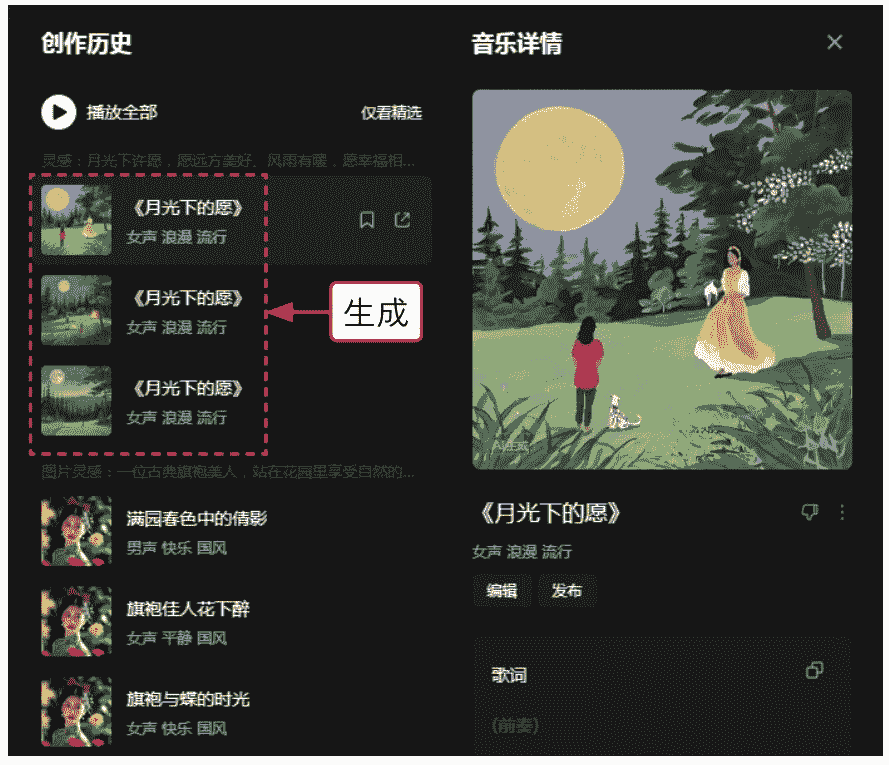 创作历史
播放全部
仅看精选
灵感：月光下许愿，愿远方美好。风雨有暖，愿幸福相...
《月光下的愿》
女声 浪漫 流行
《月光下的愿》
女声 浪漫 流行
《月光下的愿》
女声 浪漫 流行
生成
图片灵感：一位古典旗袍美人，站在花园里享受自然的...
满园春色中的倩影
男声 快乐 国风
旗袍佳人花下醉
女声 平静 国风
旗袍与蝶的时光
女声 快乐 国风
音乐详情
《月光下的愿》
女声 浪漫 流行
编辑
发布
歌词
(前奏)